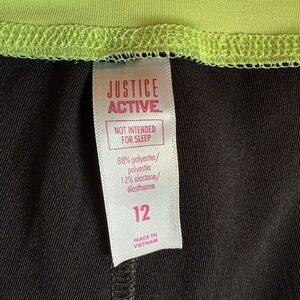 JUSTICE
ACTIVE.
NOT INTENDED
FOR SLEEP
88% polyester/
polyester
12% elastane/
élasthanne
12
MADE IN
VIETNAM